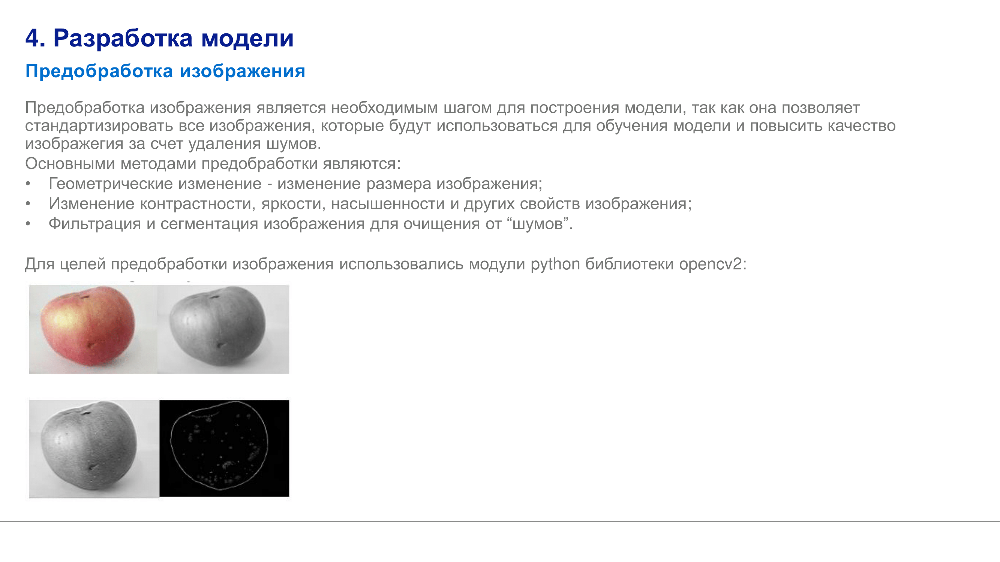 4. Разработка модели
Предобработка изображения
Предобработка изображения является необходимым шагом для построения модели, так как она позволяет
стандартизировать все изображения, которые будут использоваться для обучения модели и повысить качество
изображегия за счет удаления шумов.
Основными методами предобработки являются:
• Геометрические изменение - изменение размера изображения;
• Изменение контрастности, яркости, насышенности и других свойств изображения;
• Фильтрация и сегментация изображения для очищения от “шумов”.
Для целей предобработки изображения использовались модули python библиотеки opencv2: